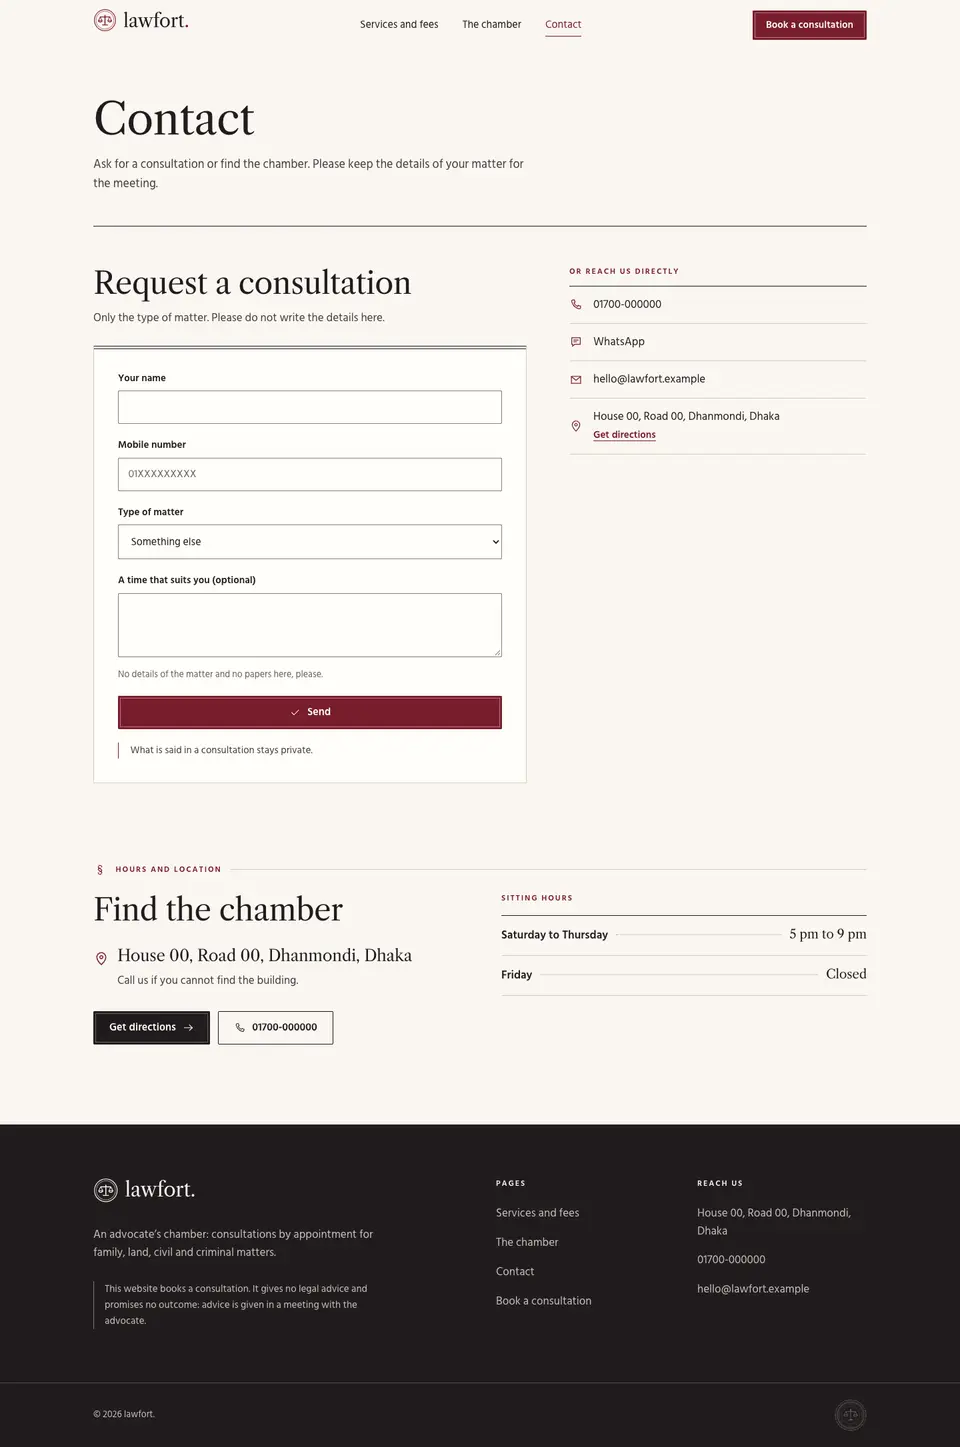 lawfort.
Services and fees
The chamber
Contact
Book a consultation
Contact
Ask for a consultation or find the chamber. Please keep the details of your matter for
the meeting.
Request a consultation
Only the type of matter. Please do not write the details here.
Your name
Mobile number
01XXXXXXXXX
Type of matter
Something else
A time that suits you (optional)
No details of the matter and no papers here, please.
Send
What is said in a consultation stays private.
OR REACH US DIRECTLY
01700-000000
WhatsApp
hello@lawfort.example
House 00, Road 00, Dhanmondi, Dhaka
Get directions
§ HOURS AND LOCATION
Find the chamber
House 00, Road 00, Dhanmondi, Dhaka
Call us if you cannot find the building.
Get directions
01700-000000
SITTING HOURS
Saturday to Thursday 5 pm to 9 pm
Friday Closed
lawfort.
An advocate's chamber: consultations by appointment for
family, land, civil and criminal matters.
This website books a consultation. It gives no legal advice and
promises no outcome: advice is given in a meeting with the
advocate.
PAGES
Services and fees
The chamber
Contact
Book a consultation
REACH US
House 00, Road 00, Dhanmondi,
Dhaka
01700-000000
hello@lawfort.example
© 2026 lawfort.